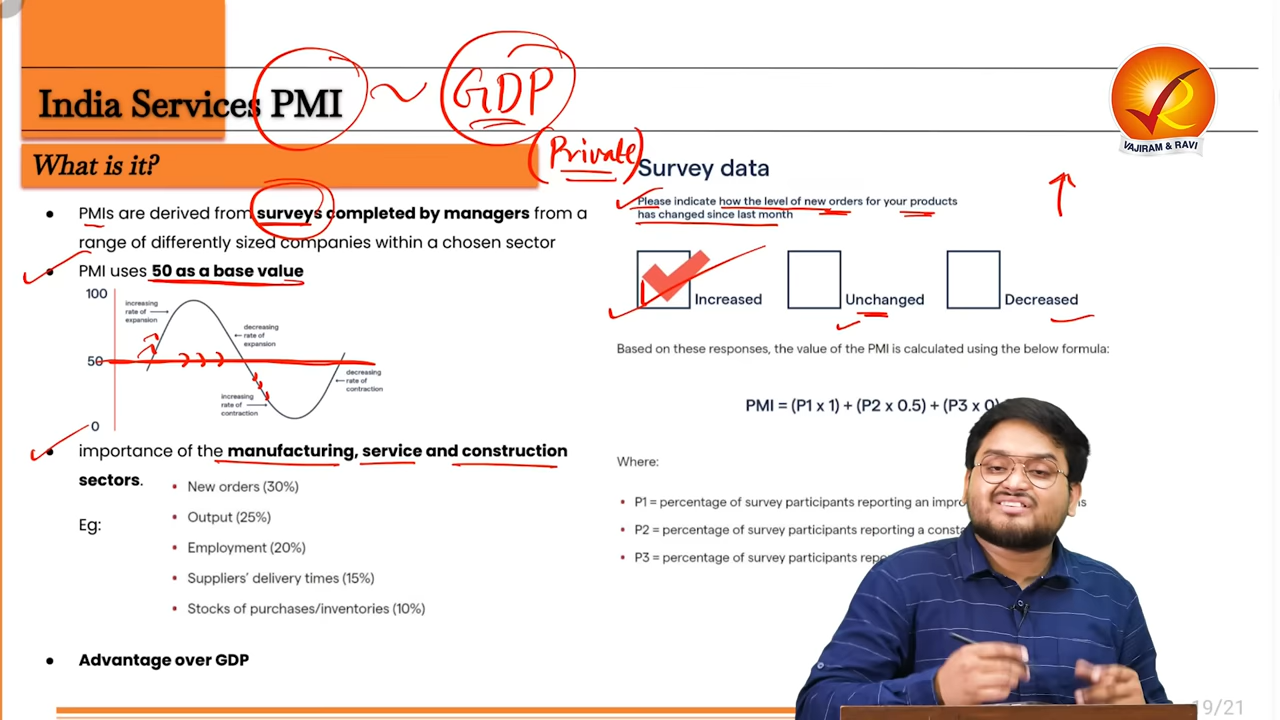 India Services PMI ~ GDP
(Private)
VAJIRAM & RAVI
What is it?
PMIs are derived from surveys completed by managers from a
range of differently sized companies within a chosen sector
PMI uses 50 as a base value
100
increasing
rate of
expansion
decreasing
rate of
expansion
50
decreasing
rate of
contraction
increasing
rate of
contraction
0
importance of the manufacturing, service and construction
sectors.
Eg:
New orders (30%)
Output (25%)
Employment (20%)
Suppliers' delivery times (15%)
Stocks of purchases/inventories (10%)
Advantage over GDP
Survey data
Please indicate how the level of new orders for your products
has changed since last month
Increased
Unchanged
Decreased
Based on these responses, the value of the PMI is calculated using the below formula:
PMI = (P1 x 1) + (P2 x 0.5) + (P3 x 0)
Where:
P1 = percentage of survey participants reporting an
P2 = percentage of survey participants reporting a
P3 = percentage of survey participants
19/21